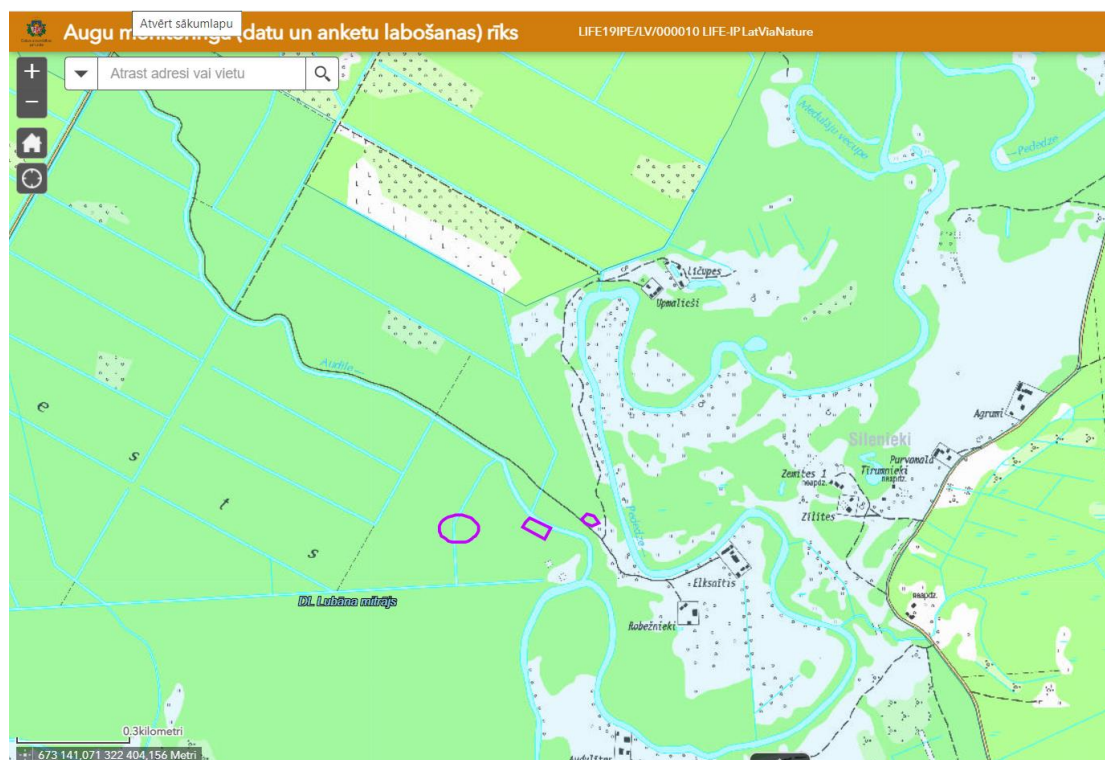 Atvērt sākumlapu
Augu monitoringa (datu un anketu labošanas) rīks
LIFE19IPE/LV/000010 LIFE-IP LatViaNature
+
Atrast adresi vai vietu
−
Pededze
Līčupes
Upmalieši
Audīle
Agrumi
Silenieki
Purvamala
Zemītes 1
Tīrumnieki
neapdz.
neapdz.
Zīlītes
e
s
t
s
Pededze
Elksaitis
neapdz.
DL Lubāna mitrājs
Robežnieki
0.3kilometri
673 141,071 322 404,156 Metri